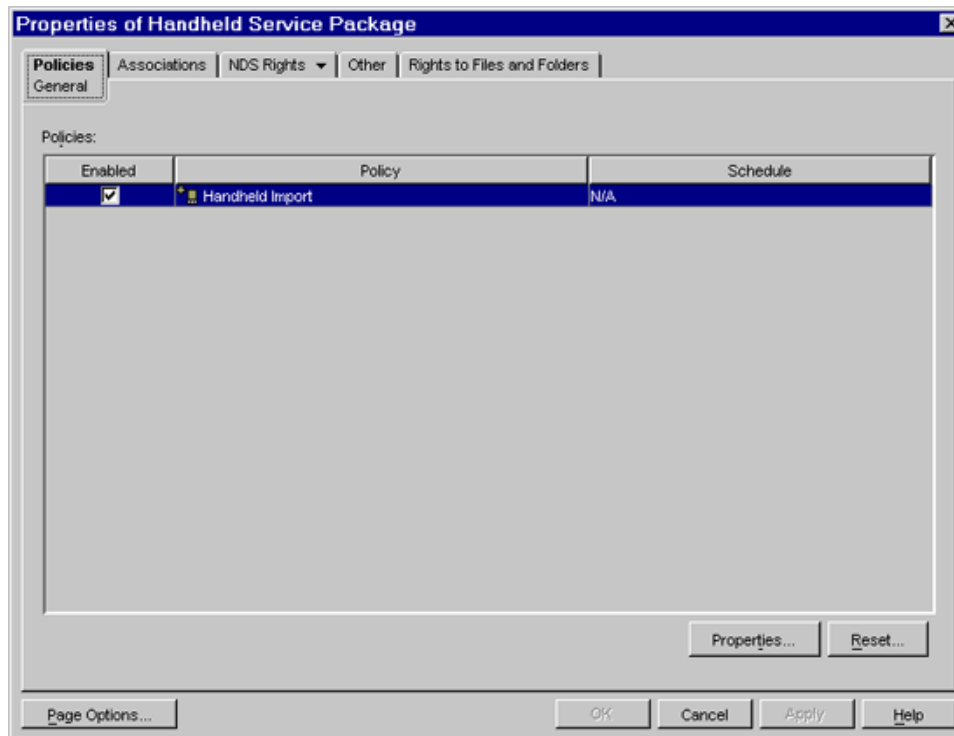 Properties of Handheld Service Package
Policies Associations NDS Rights Other Rights to Files and Folders
General
Policies:
Enabled Policy Schedule
Handheld Import N/A
Properties... Reset...
Page Options... OK Cancel Apply Help